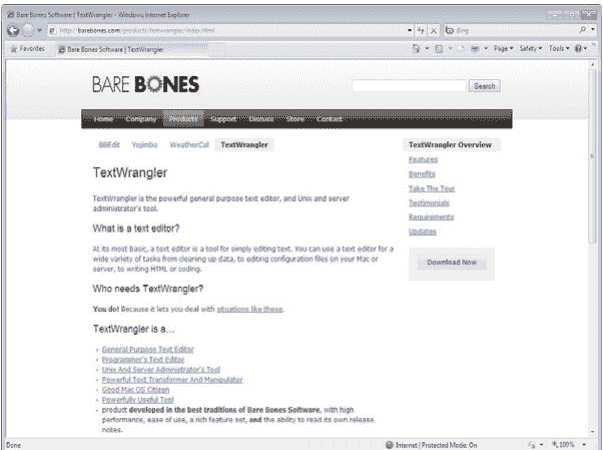 Bare Bones Software | TextWrangler - Windows Internet Explorer
http://barebones.com/products/textwrangler/index.html
Bing
Favorites
Bare Bones Software | TextWrangler
Page
Safety
Tools
BARE BONES
Search
Home Company Products Support Discuss Store Contact
BBEdit Yojimbo WeatherCal TextWrangler
TextWrangler
TextWrangler is the powerful general purpose text editor, and Unix and server
administrator's tool.
What is a text editor?
At its most basic, a text editor is a tool for simply editing text. You can use a text editor for a
wide variety of tasks from cleaning up data, to editing configuration files on your Mac or
server, to writing HTML or coding.
Who needs TextWrangler?
You do! Because it lets you deal with situations like these.
TextWrangler is a...
General Purpose Text Editor
Programmer's Text Editor
Unix And Server Administrator's Tool
Powerful Text Transformer And Manipulator
Good Mac OS Citizen
Powerfully Useful Tool
product developed in the best traditions of Bare Bones Software, with high
performance, ease of use, a rich feature set, and the ability to read its own release
notes.
TextWrangler Overview
Features
Benefits
Take The Tour
Testimonials
Requirements
Updates
Download Now
Done
Internet | Protected Mode: On
100%